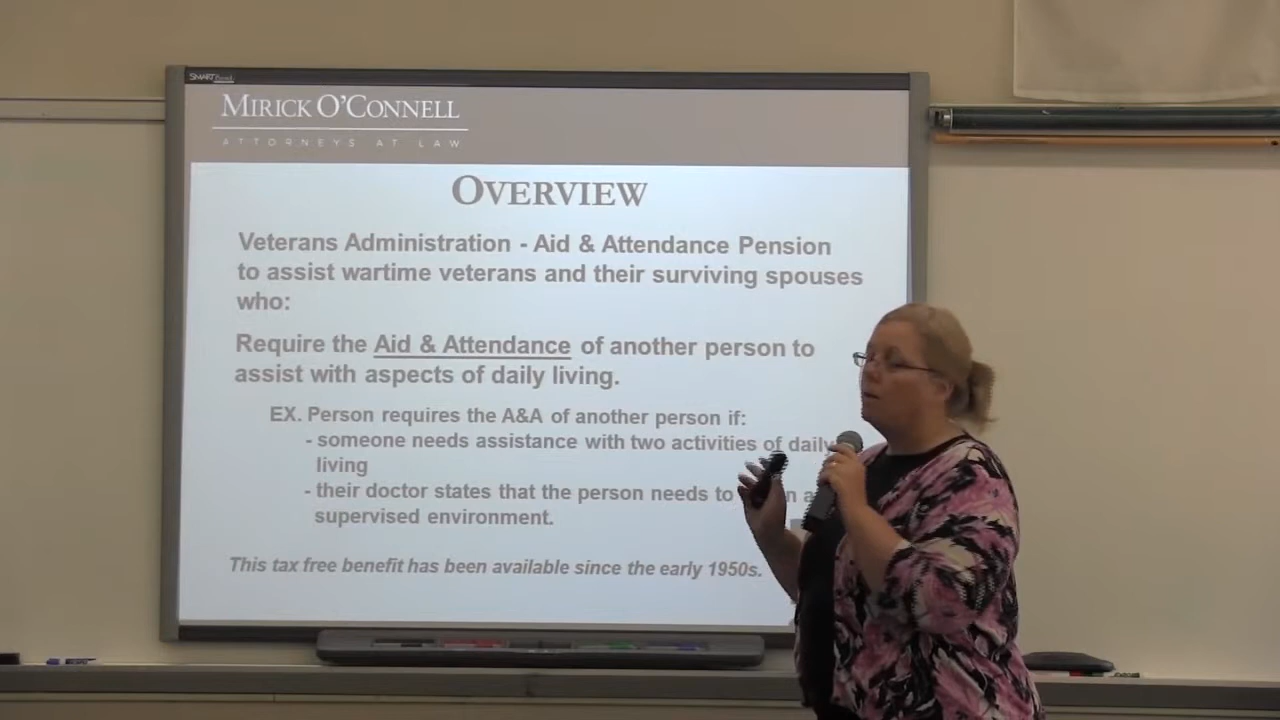 SMART Board
MIRICK O'CONNELL
ATTORNEYS AT LAW
OVERVIEW
Veterans Administration - Aid & Attendance Pension
to assist wartime veterans and their surviving spouses
who:
Require the Aid & Attendance of another person to
assist with aspects of daily living.
EX. Person requires the A&A of another person if:
- someone needs assistance with two activities of daily
living
- their doctor states that the person needs to
supervised environment.
This tax free benefit has been available since the early 1950s.